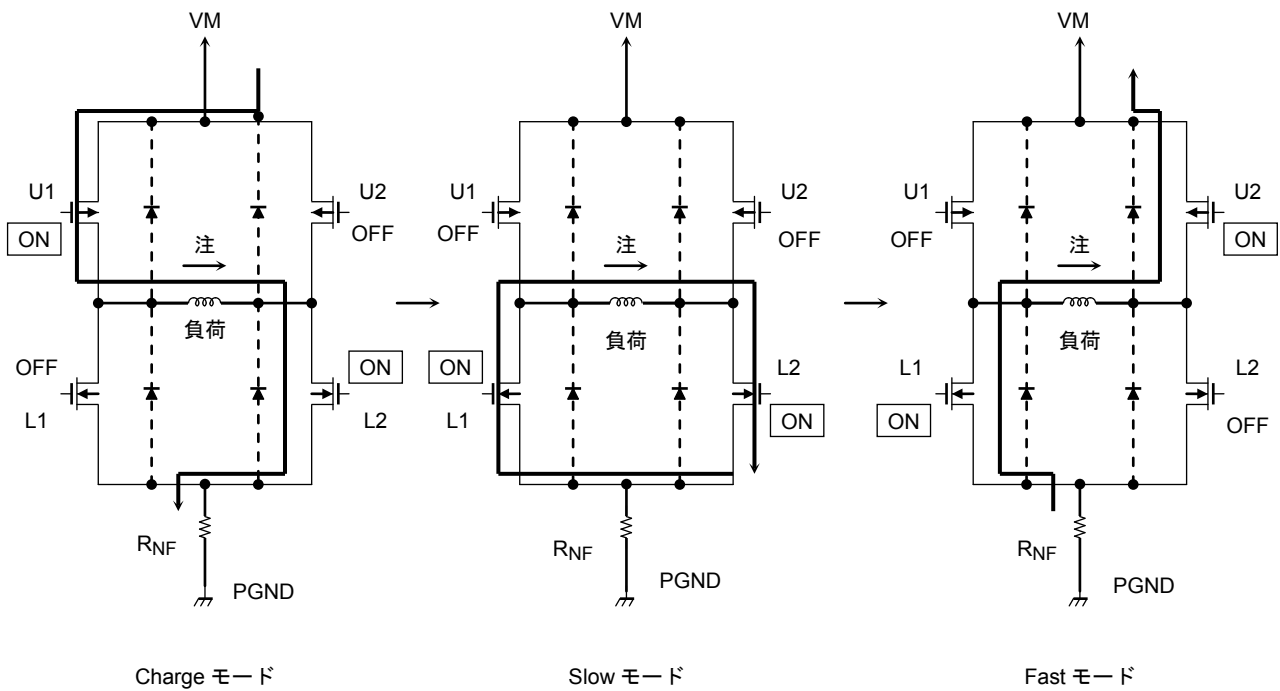 VM
U1
ON
U2
OFF
注
負荷
OFF
L1
ON
L2
RNF
PGND
Charge モード
VM
U1
OFF
U2
OFF
注
負荷
ON
L1
L2
ON
RNF
PGND
Slow モード
VM
U1
OFF
U2
ON
注
負荷
L1
ON
L2
OFF
RNF
PGND
Fast モード